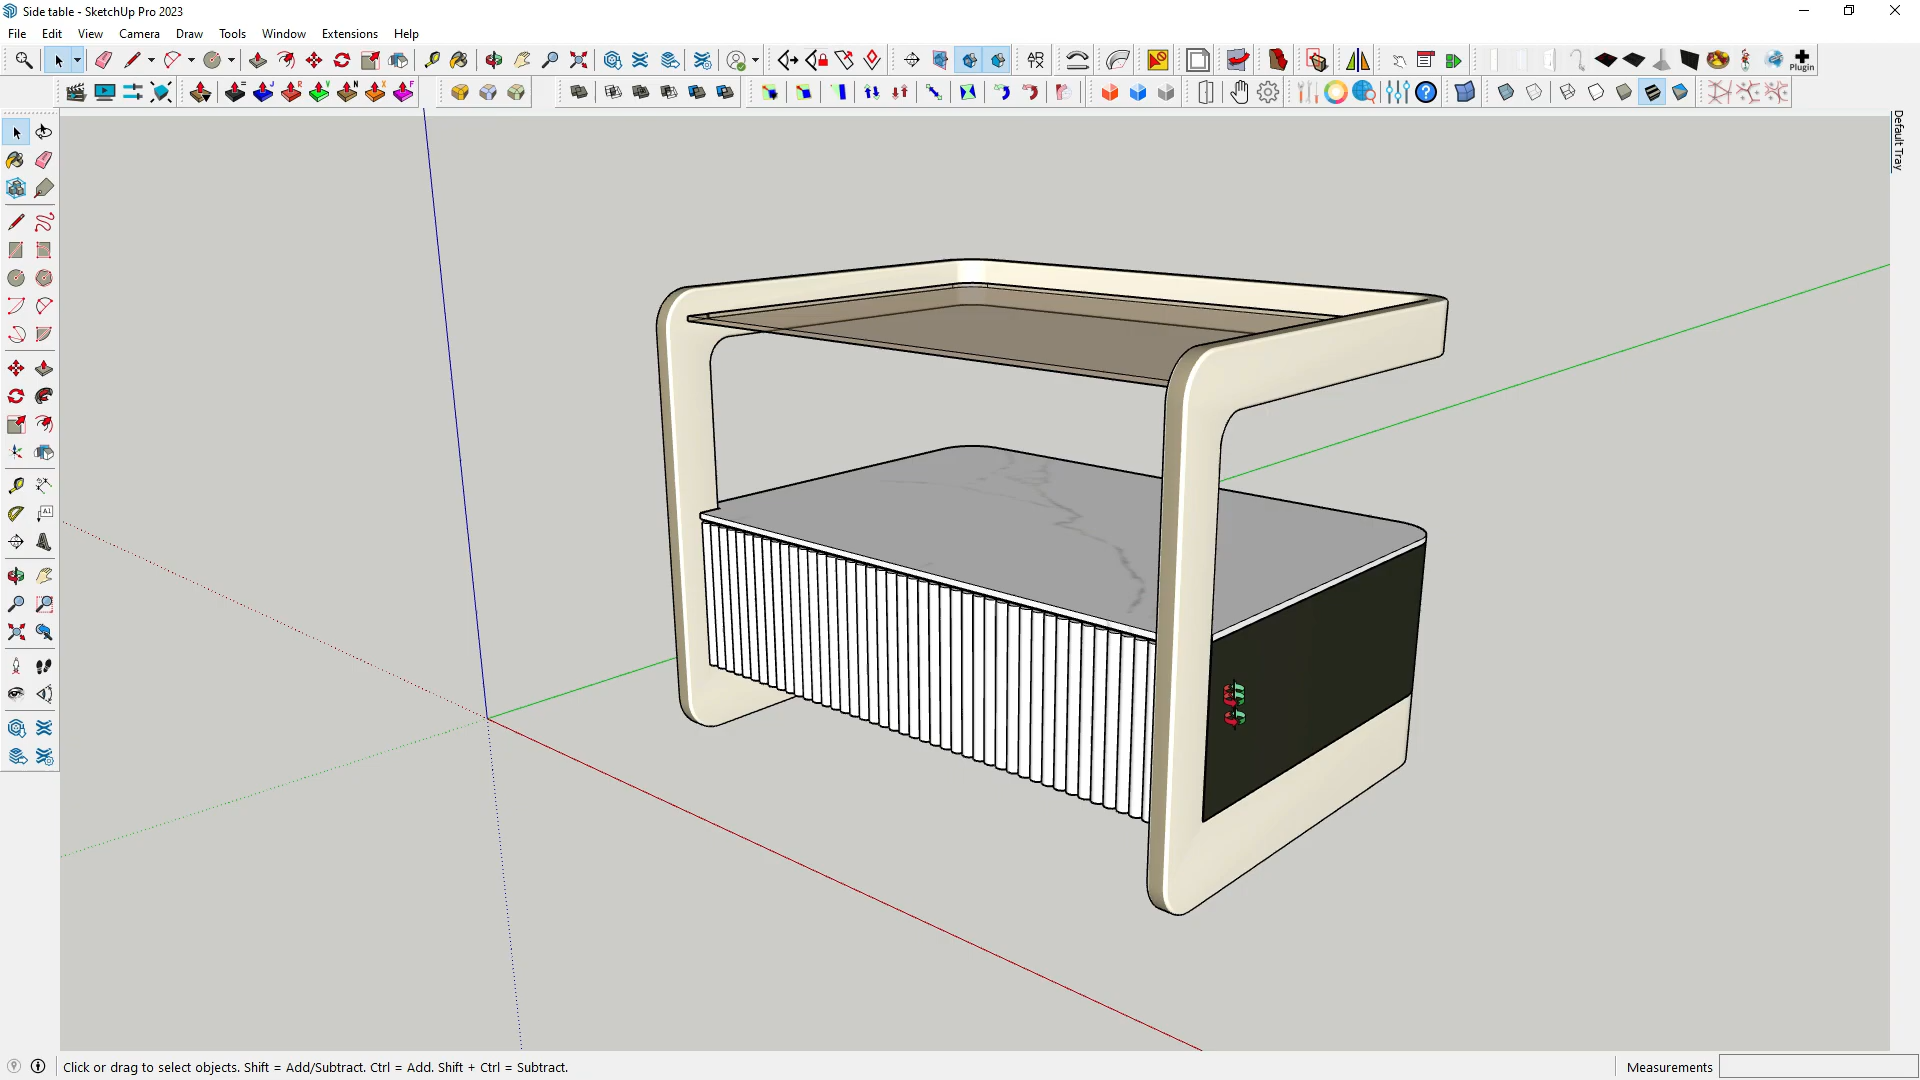 Side table - SketchUp Pro 2023
File Edit View Camera Draw Tools Window Extensions Help
Plugin
Default Tray
Click or drag to select objects. Shift = Add/Subtract. Ctrl = Add. Shift + Ctrl = Subtract.
Measurements